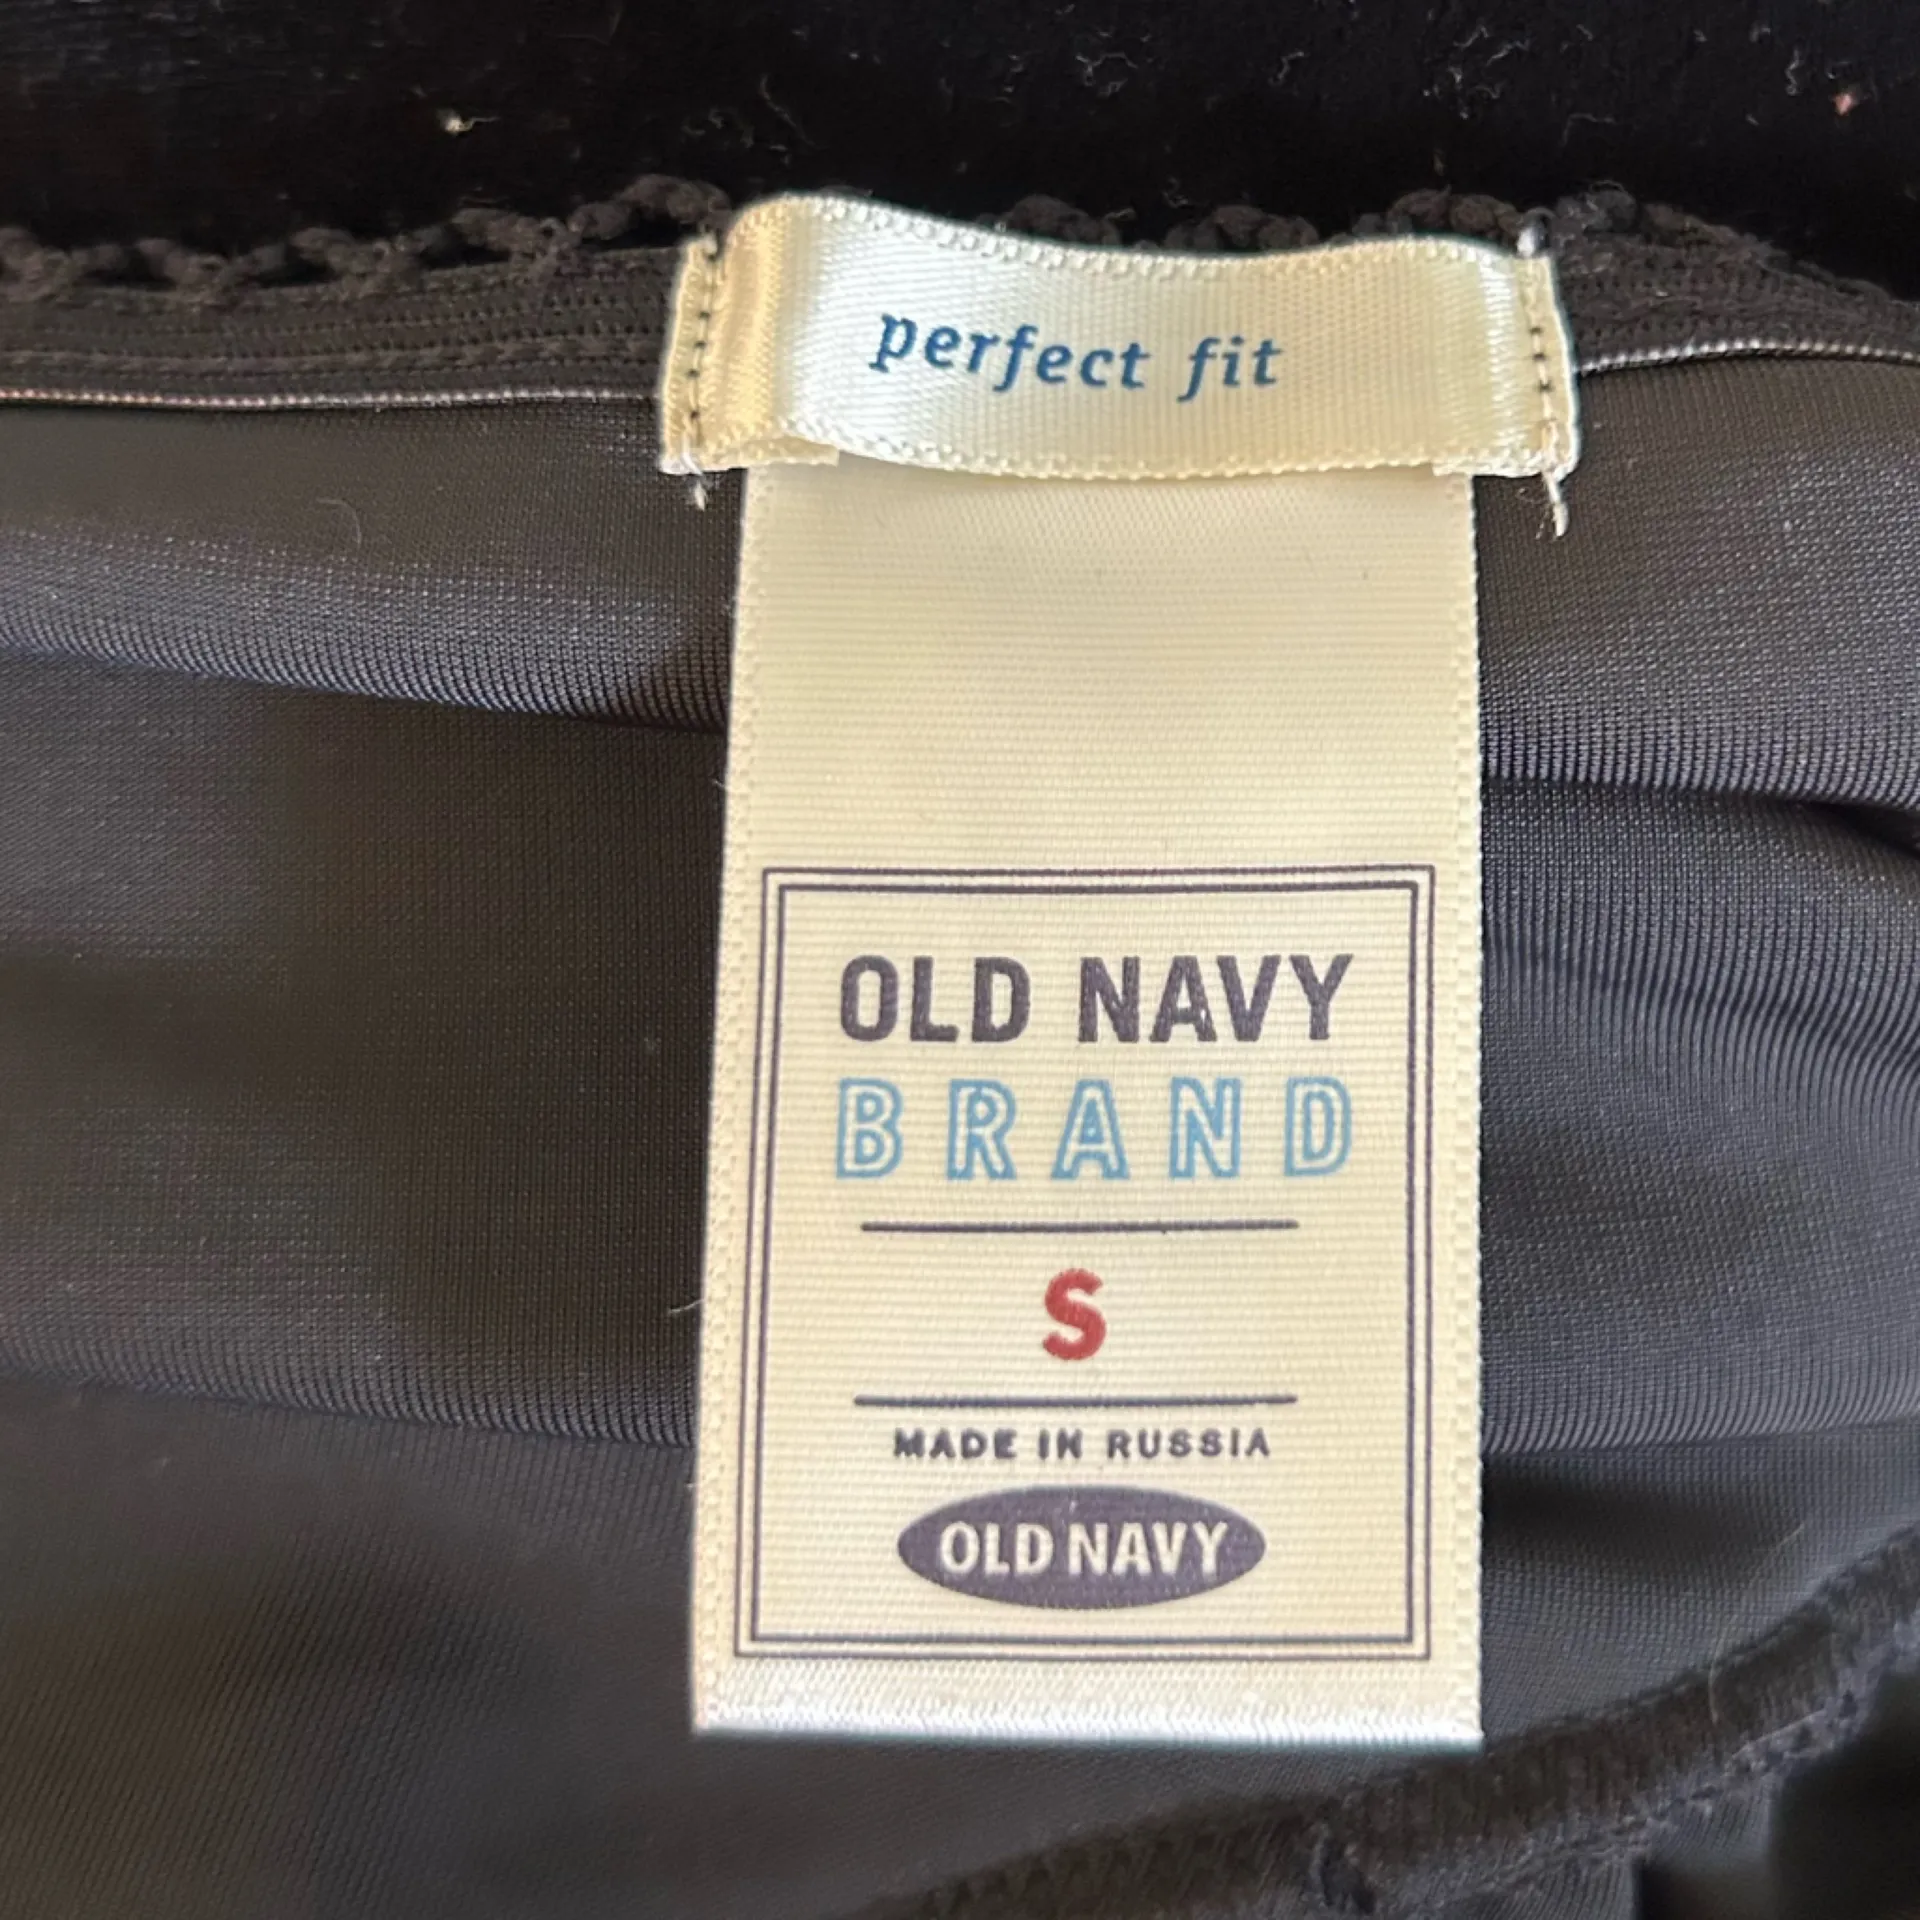 perfect fit
OLD NAVY
BRAND
S
MADE IN RUSSIA
OLD NAVY